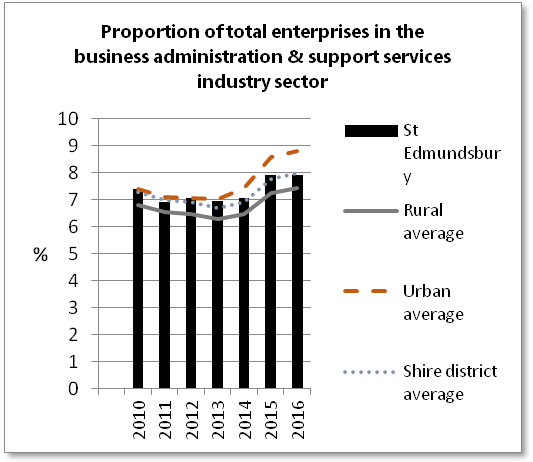 Proportion of total enterprises in the
business administration & support services
industry sector
10
9
8
7
6
5
4
3
2
1
0
%
2010
2011
2012
2013
2014
2015
2016
St
Edmundsbur
y
Rural
average
Urban
average
Shire district
average